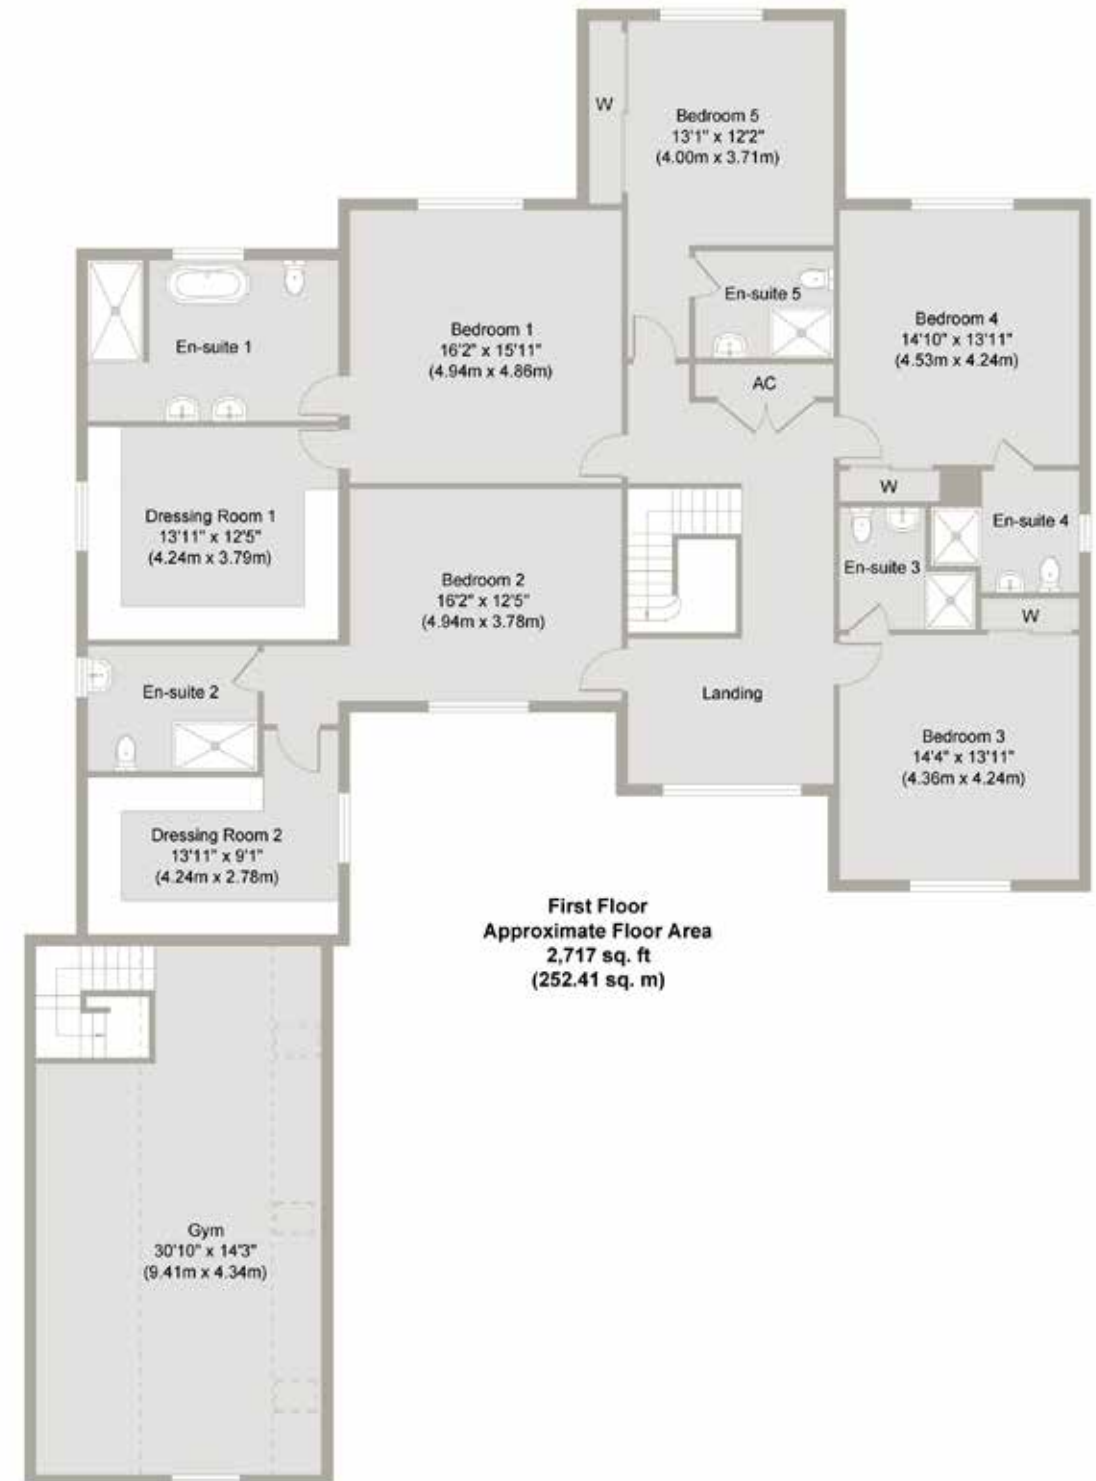 W
Bedroom 5
13'1" x 12'2"
(4.00m x 3.71m)
En-suite 5
AC
En-suite 1
Bedroom 1
16'2" x 15'11"
(4.94m x 4.86m)
Bedroom 4
14'10" x 13'11"
(4.53m x 4.24m)
Dressing Room 1
13'11" x 12'5"
(4.24m x 3.79m)
W
En-suite 4
En-suite 3
W
Bedroom 2
16'2" x 12'5"
(4.94m x 3.78m)
En-suite 2
Landing
Bedroom 3
14'4" x 13'11"
(4.36m x 4.24m)
Dressing Room 2
13'11" x 9'1"
(4.24m x 2.78m)
First Floor
Approximate Floor Area
2,717 sq. ft
(252.41 sq. m)
Gym
30'10" x 14'3"
(9.41m x 4.34m)